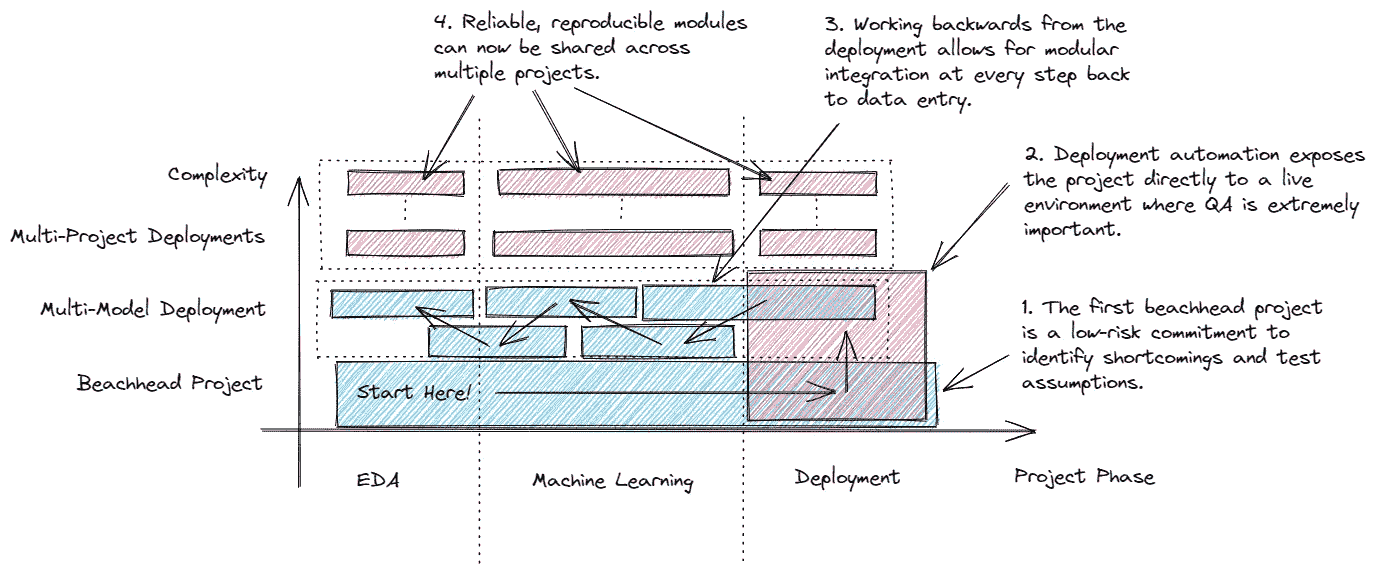 4. Reliable, reproducible modules
can now be shared across
multiple projects.
3. Working backwards from the
deployment allows for modular
integration at every step back
to data entry.
2. Deployment automation exposes
the project directly to a live
environment where QA is extremely
important.
1. The first beachhead project
is a low-risk commitment to
identify shortcomings and test
assumptions.
Complexity
Multi-Project Deployments
Multi-Model Deployment
Beachhead Project
Start Here!
EDA
Machine Learning
Deployment
Project Phase